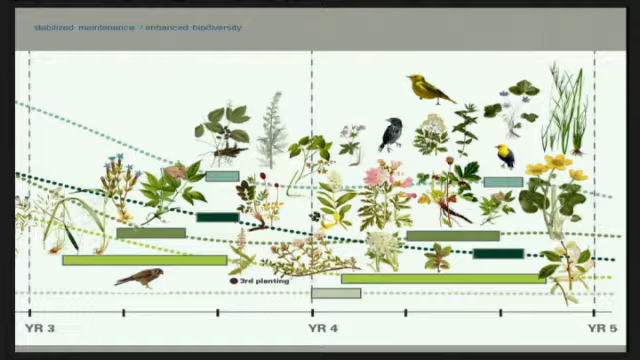 stabilized maintenance / enhanced biodiversity
3rd planting
YR 3
YR 4
YR 5